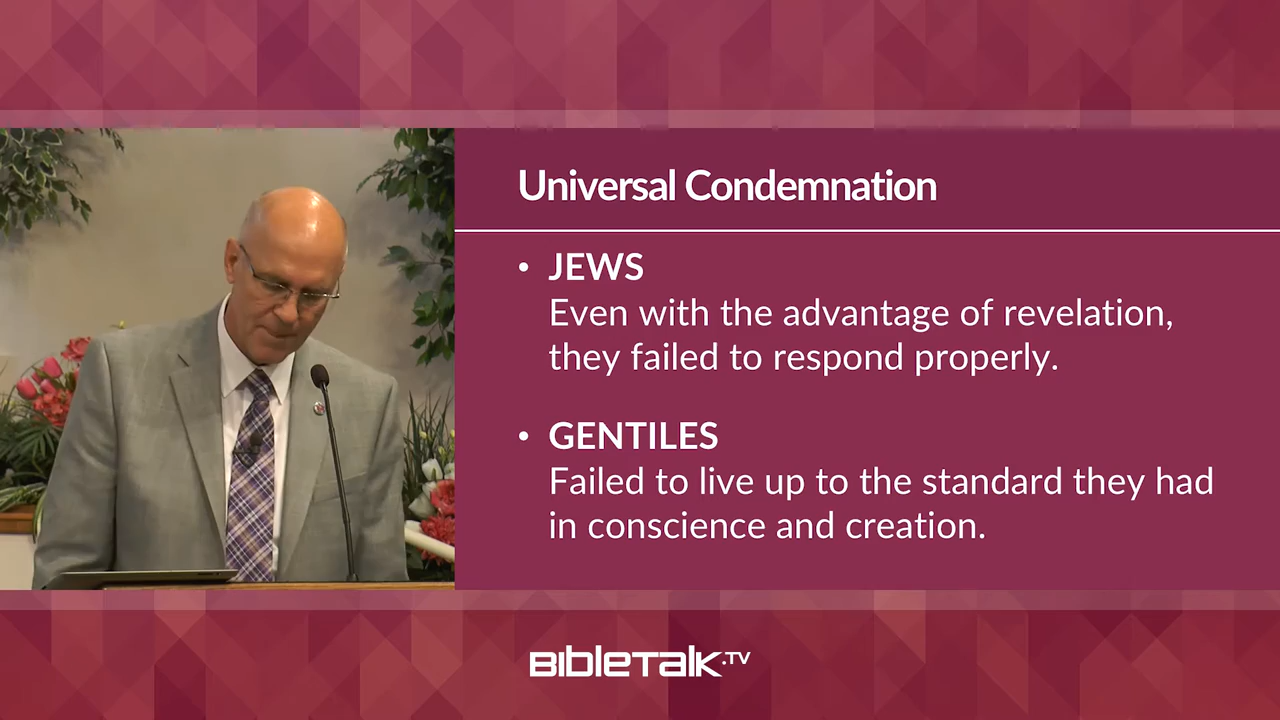 Universal Condemnation
• JEWS
Even with the advantage of revelation,
they failed to respond properly.
• GENTILES
Failed to live up to the standard they had
in conscience and creation.
BIBLETALK.TV